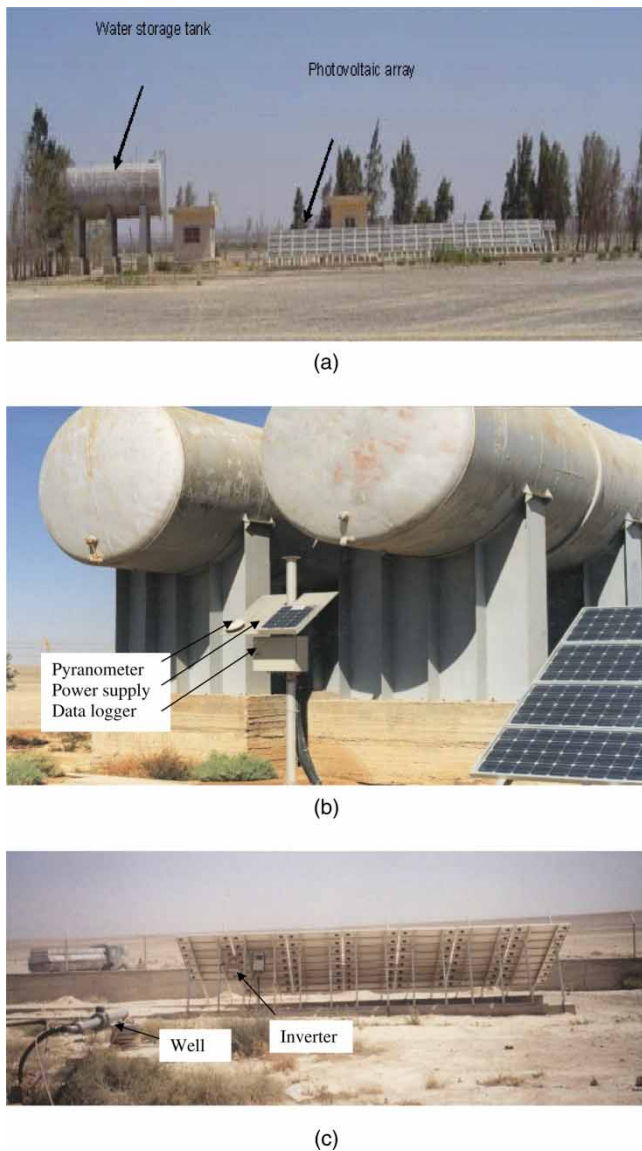 Water storage tank
Photovoltaic array
(a)
Pyranometer
Power supply
Data logger
(b)
Well
Inverter
(c)